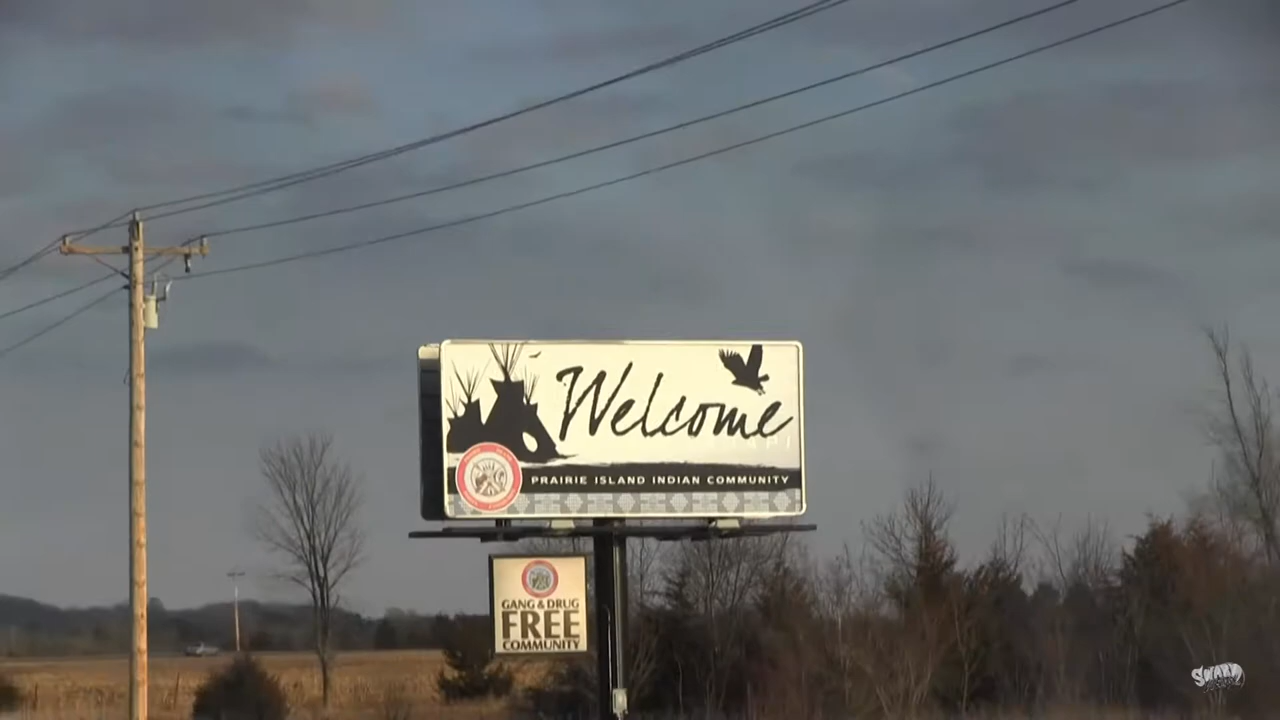 Welcome
PRAIRIE ISLAND INDIAN COMMUNITY
GANG & DRUG
FREE
COMMUNITY